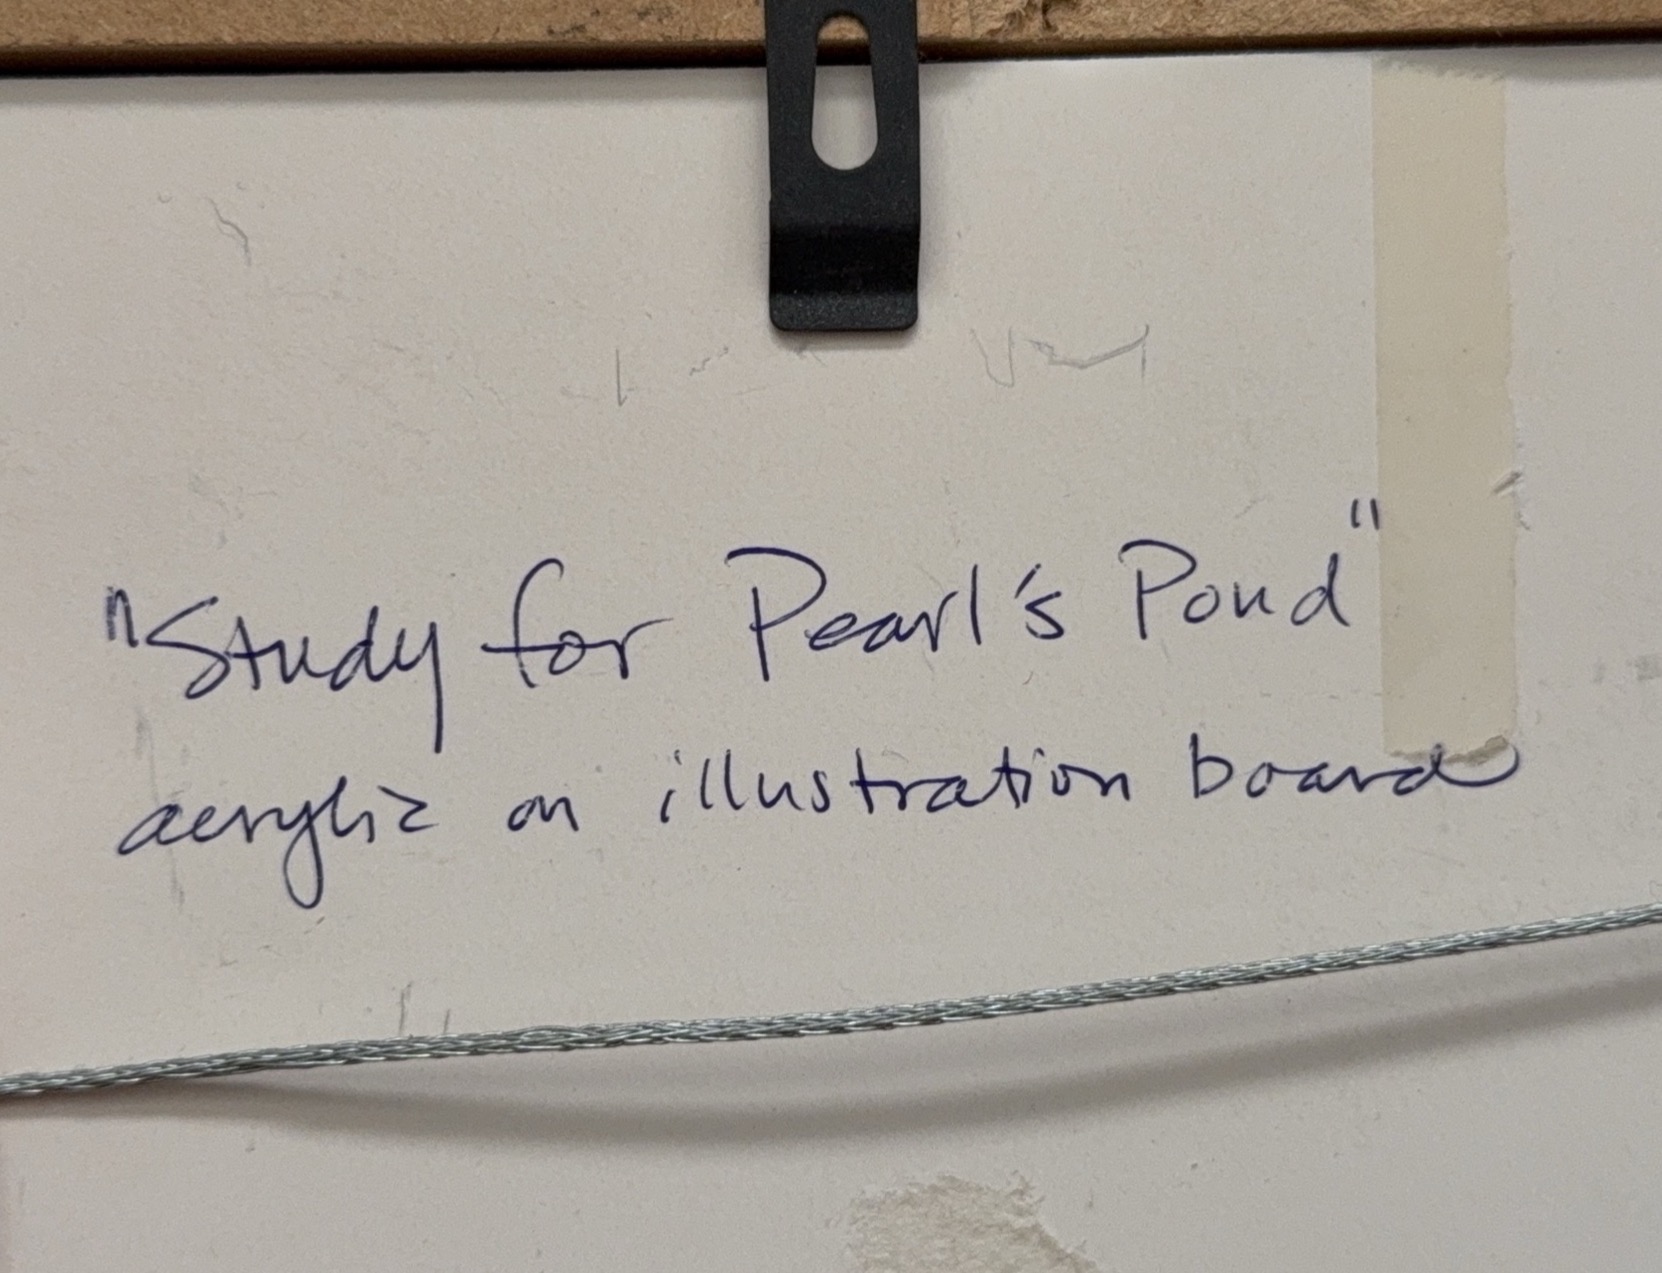 "Study for Pearl's Pond"
acrylic on illustration board